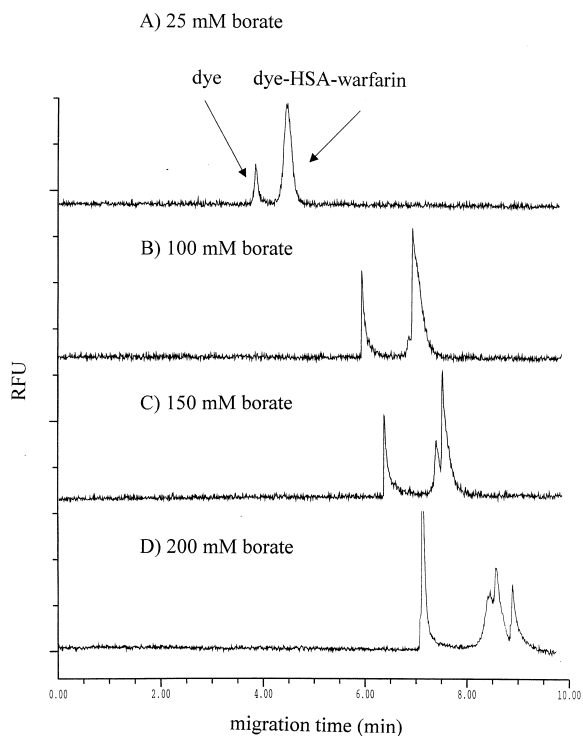 A) 25 mM borate
dye dye-HSA-warfarin
B) 100 mM borate
C) 150 mM borate
D) 200 mM borate
RFU
0.00 2.00 4.00 6.00 8.00 10.00
migration time (min)